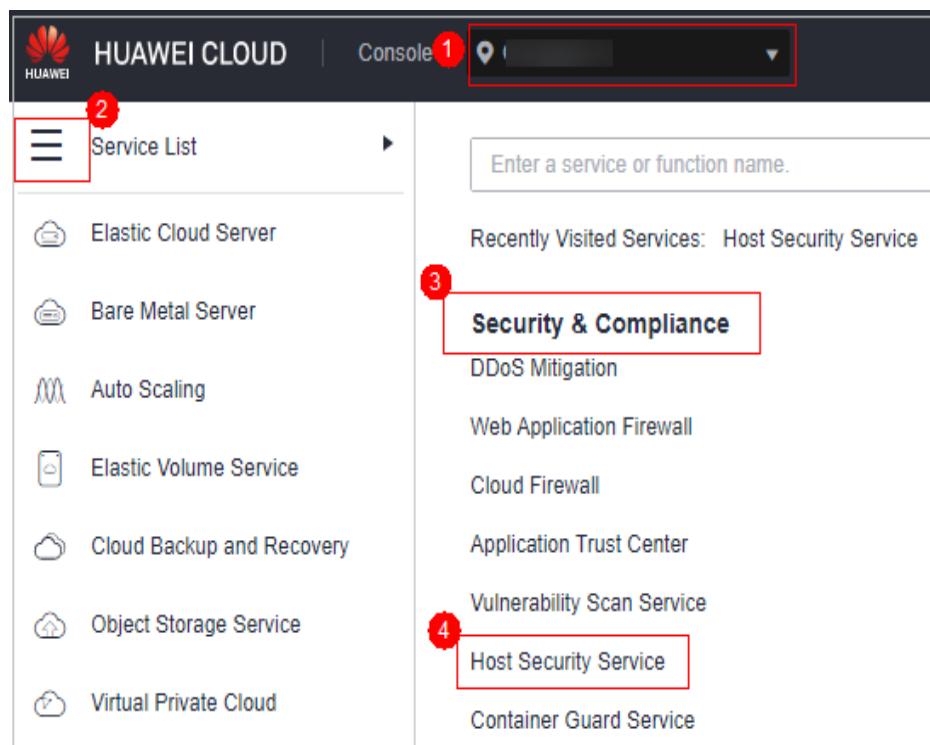 HUAWEI
HUAWEI CLOUD
Console
1
2
Service List
Enter a service or function name.
Elastic Cloud Server
Recently Visited Services: Host Security Service
3
Bare Metal Server
Security & Compliance
DDoS Mitigation
Auto Scaling
Web Application Firewall
Elastic Volume Service
Cloud Firewall
Cloud Backup and Recovery
Application Trust Center
Vulnerability Scan Service
Object Storage Service
4
Host Security Service
Virtual Private Cloud
Container Guard Service